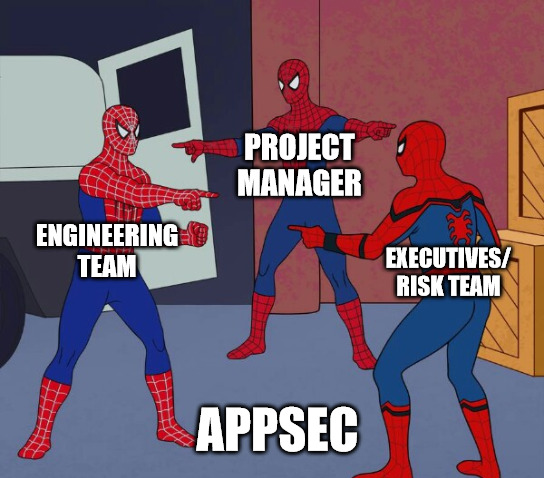 PROJECT
MANAGER
ENGINEERING
TEAM
EXECUTIVES/
RISK TEAM
APPSEC